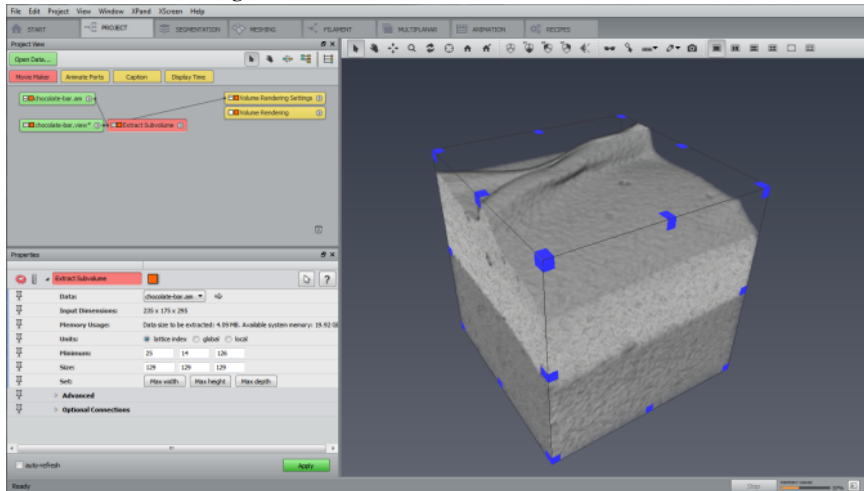 File Edit Project View Window XPand XScreen Help
START PROJECT SEGMENTATION MESHING FILAMENT MULTIPLANAR ANIMATION RECIPES
Project View
Open Data...
Movie Maker Animate Ports Caption Display Time
chocolate-bar.am Volume Rendering Settings
Volume Rendering
chocolate-bar.view* Extract Subvolume
Properties
Extract Subvolume ?
Data: chocolate-bar.am
Input Dimensions: 235 x 175 x 295
Memory Usage: Data size to be extracted: 4.09 MB. Available system memory: 19.92 GB
Units: lattice index global local
Minimum: 25 14 126
Size: 129 129 129
Set: Max width Max height Max depth
Advanced
Optional Connections
auto-refresh Apply
Ready Stop